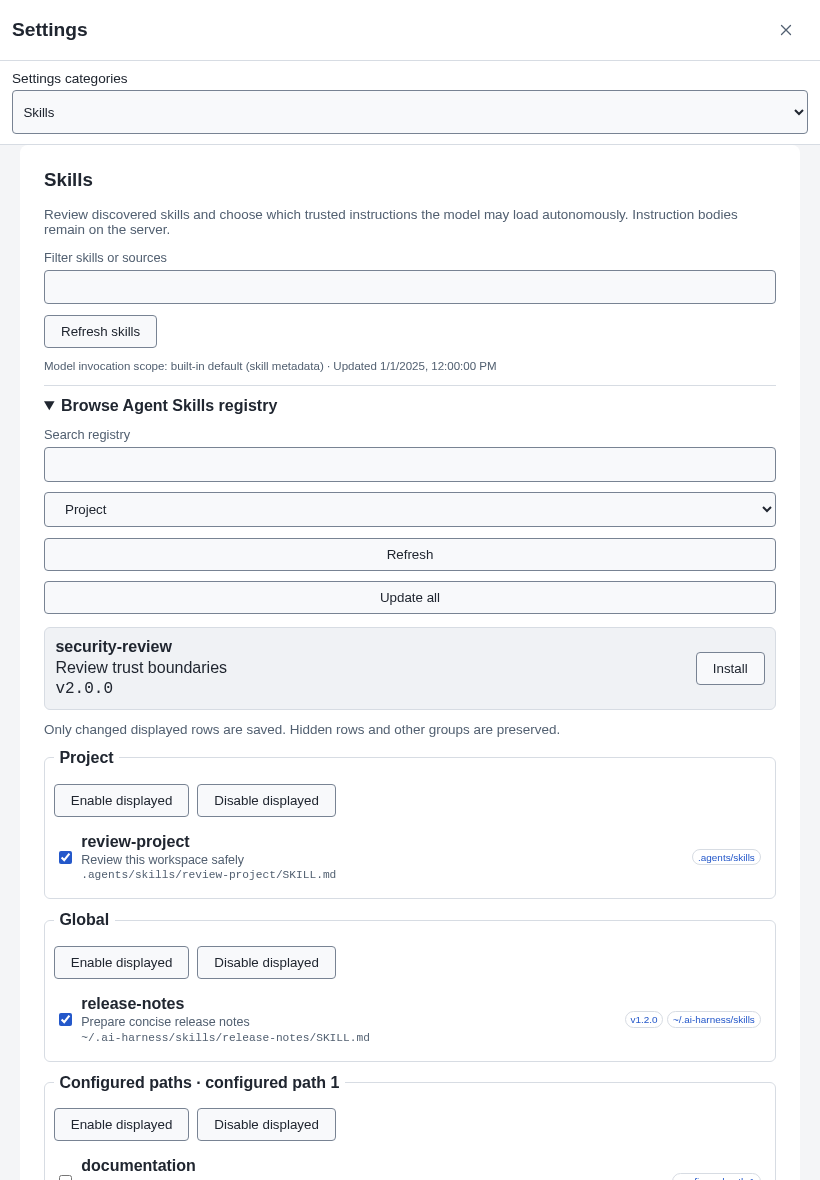 Settings
Settings categories
Skills
Skills
Review discovered skills and choose which trusted instructions the model may load autonomously. Instruction bodies
remain on the server.
Filter skills or sources
Refresh skills
Model invocation scope: built-in default (skill metadata) · Updated 1/1/2025, 12:00:00 PM
Browse Agent Skills registry
Search registry
Project
Refresh
Update all
security-review
Review trust boundaries
v2.0.0
Install
Only changed displayed rows are saved. Hidden rows and other groups are preserved.
Project
Enable displayed
Disable displayed
review-project
Review this workspace safely
.agents/skills/review-project/SKILL.md
.agents/skills
Global
Enable displayed
Disable displayed
release-notes
Prepare concise release notes
~/.ai-harness/skills/release-notes/SKILL.md
v1.2.0
~/.ai-harness/skills
Configured paths · configured path 1
Enable displayed
Disable displayed
documentation